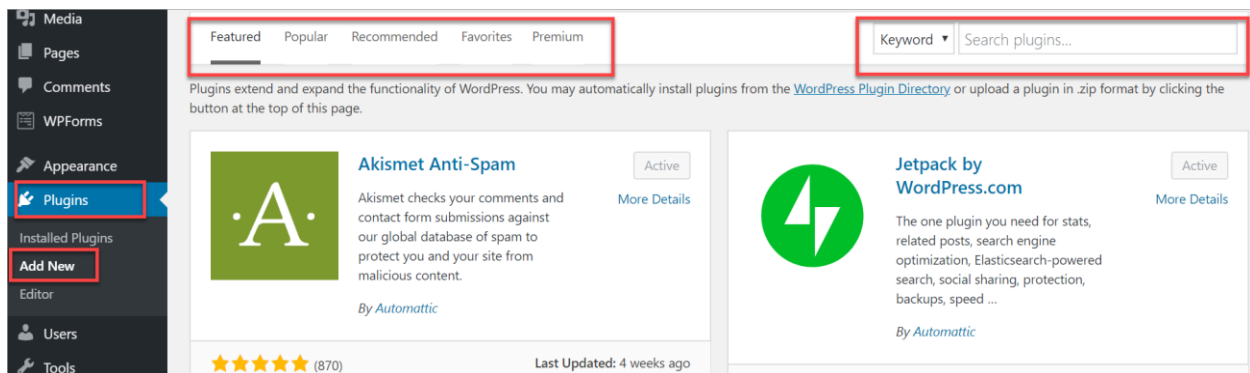 Media
Pages
Comments
WPForms
Appearance
Plugins
Installed Plugins
Add New
Editor
Users
Tools
Featured Popular Recommended Favorites Premium
Keyword Search plugins...
Plugins extend and expand the functionality of WordPress. You may automatically install plugins from the WordPress Plugin Directory or upload a plugin in .zip format by clicking the
button at the top of this page.
·A·
Akismet Anti-Spam
Active
More Details
Akismet checks your comments and
contact form submissions against
our global database of spam to
protect you and your site from
malicious content.
By Automattic
(870)
Last Updated: 4 weeks ago
Jetpack by
WordPress.com
Active
More Details
The one plugin you need for stats,
related posts, search engine
optimization, Elasticsearch-powered
search, social sharing, protection,
backups, speed ...
By Automattic